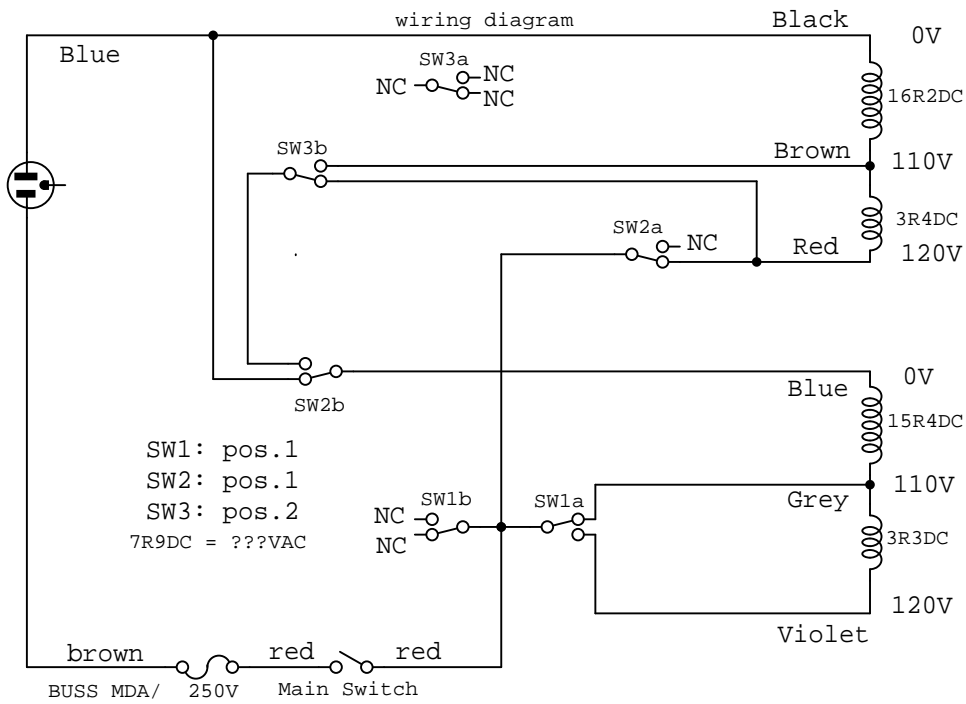 wiring diagram
Black
0V
Blue
SW3a
NC
NC
NC
16R2DC
SW3b
Brown
110V
3R4DC
SW2a
NC
Red
120V
SW2b
Blue
0V
15R4DC
SW1: pos.1
SW2: pos.1
SW3: pos.2
7R9DC = ???VAC
NC
NC
SW1b
SW1a
Grey
110V
3R3DC
120V
Violet
brown
red
red
BUSS MDA/ 250V
Main Switch